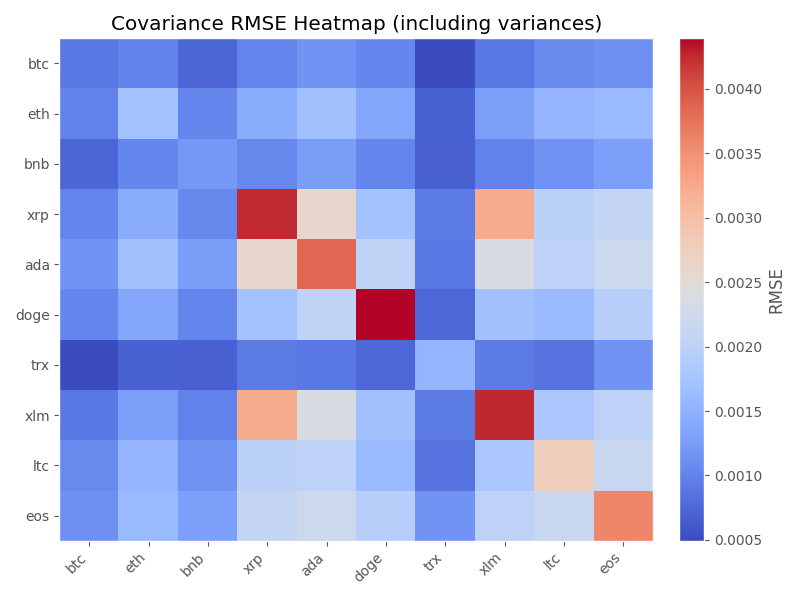 Covariance RMSE Heatmap (including variances)
btc
eth
bnb
xrp
ada
doge
trx
xlm
ltc
eos
btc
eth
bnb
xrp
ada
doge
trx
xlm
ltc
eos
0.0040
0.0035
0.0030
0.0025
0.0020
0.0015
0.0010
0.0005
RMSE